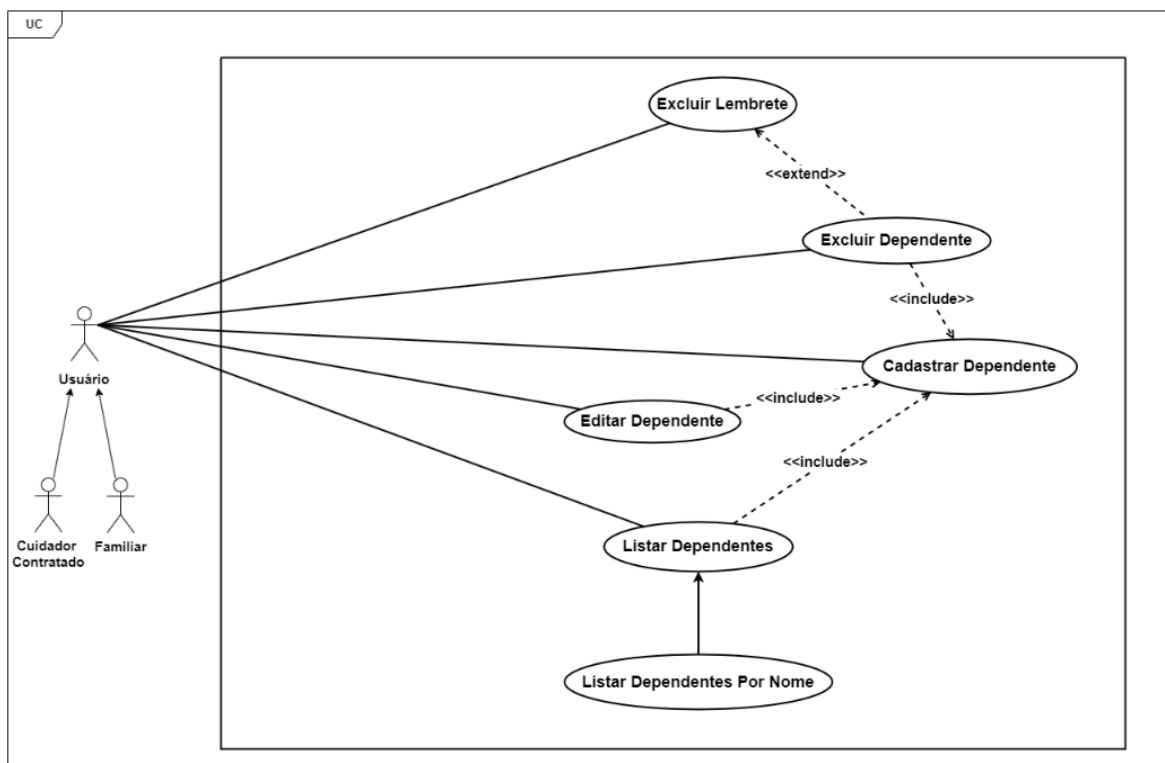 UC
Excluir Lembrete
<<extend>>
Excluir Dependente
<<include>>
Cadastrar Dependente
Usuário
<<include>>
Editar Dependente
<<include>>
Cuidador
Contratado
Familiar
Listar Dependentes
Listar Dependentes Por Nome